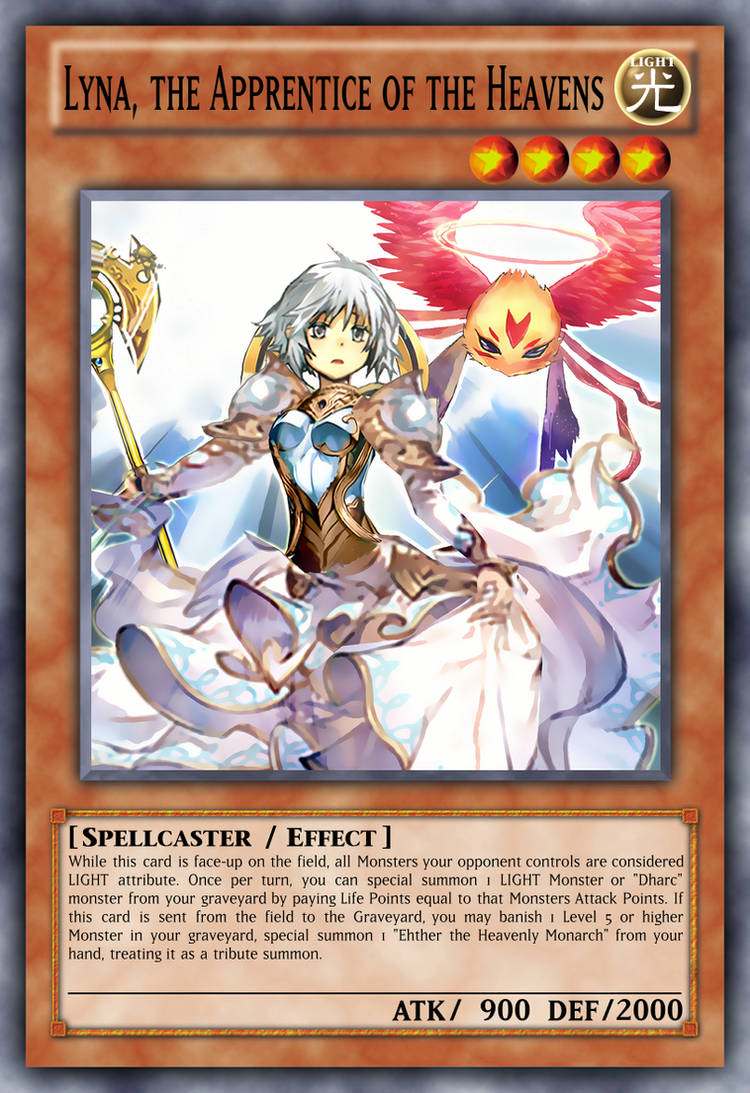 LYNA, THE APPRENTICE OF THE HEAVENS
LIGHT
光
[ SPELLCASTER / EFFECT ]
While this card is face-up on the field, all Monsters your opponent controls are considered
LIGHT attribute. Once per turn, you can special summon 1 LIGHT Monster or "Dharc"
monster from your graveyard by paying Life Points equal to that Monsters Attack Points. If
this card is sent from the field to the Graveyard, you may banish 1 Level 5 or higher
Monster in your graveyard, special summon 1 "Ehther the Heavenly Monarch" from your
hand, treating it as a tribute summon.
ATK/ 900 DEF/2000